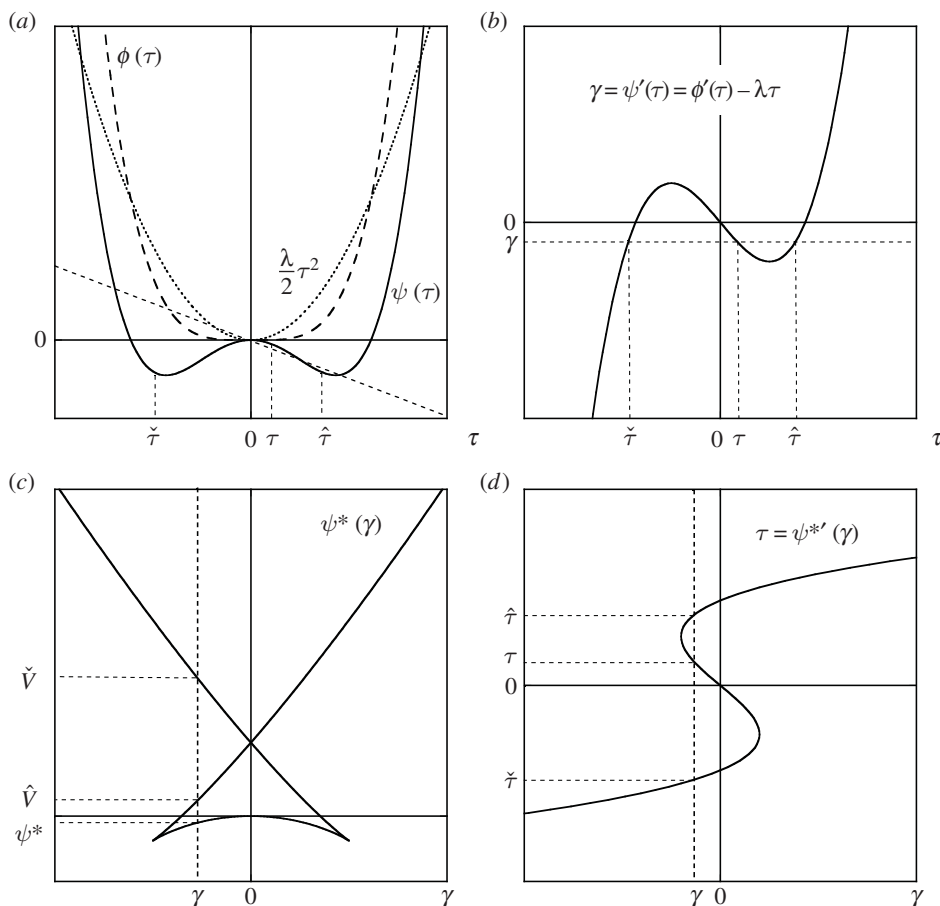 (a)
ϕ (τ)
λ/2 τ²
ψ (τ)
0
τ̌ 0 τ τ̂ τ
(b)
γ = ψ′(τ) = ϕ′(τ) – λτ
0
γ
τ̌ 0 τ τ̂ τ
(c)
ψ* (γ)
V̌
V̂
ψ*
γ 0 γ
(d)
τ = ψ*′ (γ)
τ̂
τ
0
τ̌
γ 0 γ